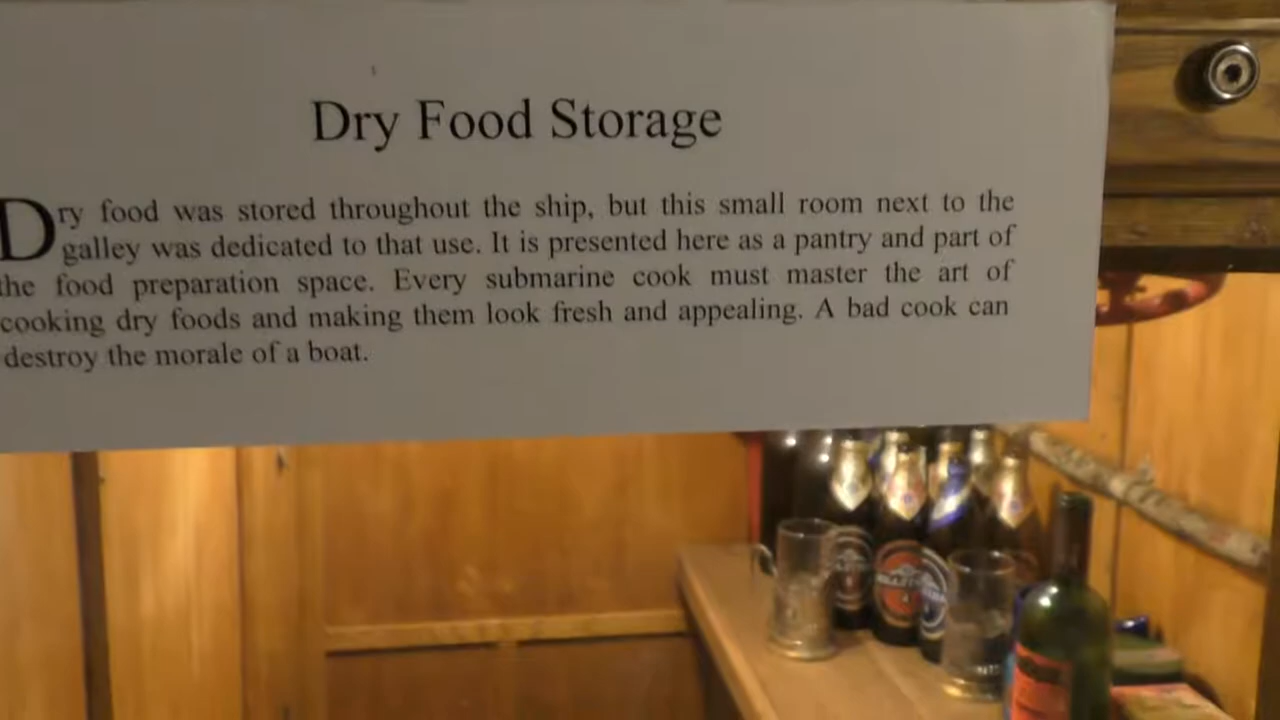 Dry Food Storage
Dry food was stored throughout the ship, but this small room next to the
galley was dedicated to that use. It is presented here as a pantry and part of
the food preparation space. Every submarine cook must master the art of
cooking dry foods and making them look fresh and appealing. A bad cook can
destroy the morale of a boat.